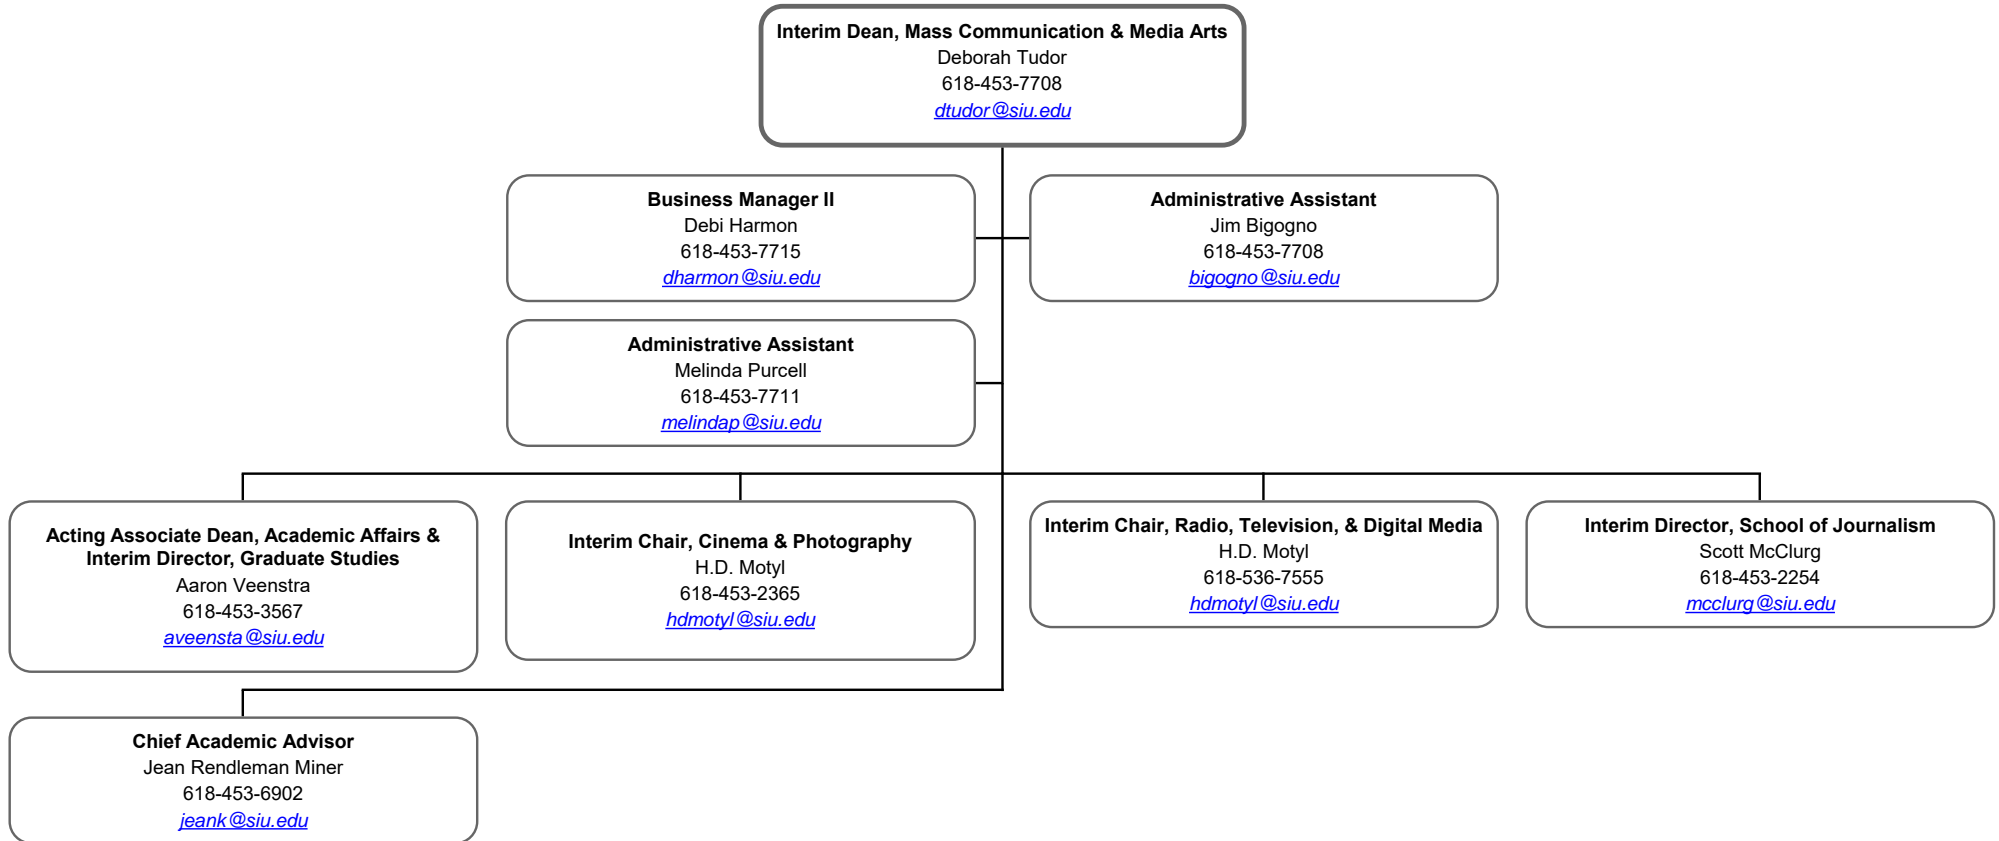 Interim Dean, Mass Communication & Media Arts
Deborah Tudor
618-453-7708
dtudor@siu.edu
Business Manager II
Debi Harmon
618-453-7715
dharmon@siu.edu
Administrative Assistant
Jim Bigogno
618-453-7708
bigogno@siu.edu
Administrative Assistant
Melinda Purcell
618-453-7711
melindap@siu.edu
Acting Associate Dean, Academic Affairs &
Interim Director, Graduate Studies
Aaron Veenstra
618-453-3567
aveensta@siu.edu
Interim Chair, Cinema & Photography
H.D. Motyl
618-453-2365
hdmotyl@siu.edu
Interim Chair, Radio, Television, & Digital Media
H.D. Motyl
618-536-7555
hdmotyl@siu.edu
Interim Director, School of Journalism
Scott McClurg
618-453-2254
mcclurg@siu.edu
Chief Academic Advisor
Jean Rendleman Miner
618-453-6902
jeank@siu.edu